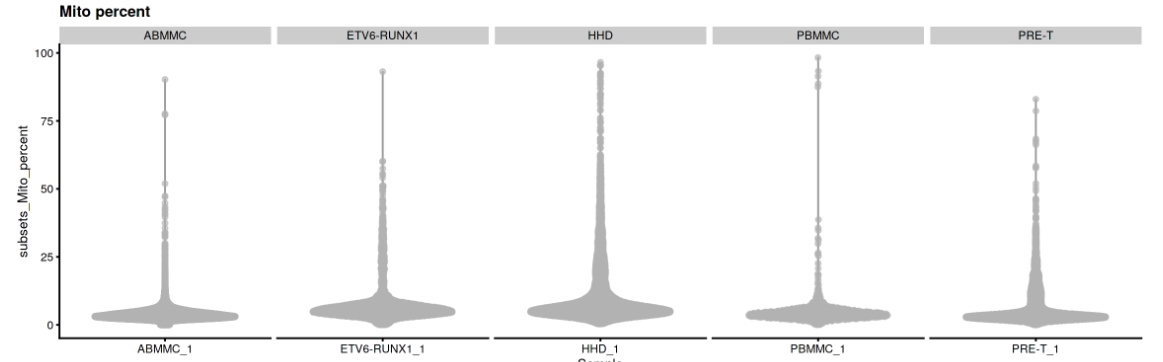 Mito percent
ABMMC ETV6-RUNX1 HHD PBMMC PRE-T
100
75
50
25
0
subsets_Mito_percent
ABMMC_1 ETV6-RUNX1_1 HHD_1 PBMMC_1 PRE-T_1